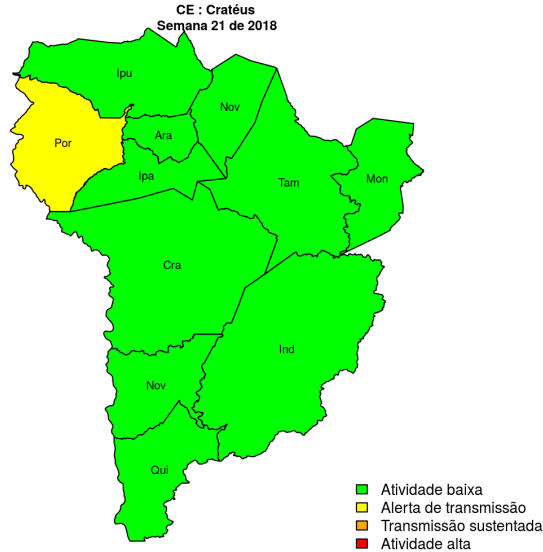 CE : Cratéus
Semana 21 de 2018
Ipu
Nov
Por
Ara
Ipa
Tam
Mon
Cra
Ind
Nov
Qui
Atividade baixa
Alerta de transmissão
Transmissão sustentada
Atividade alta